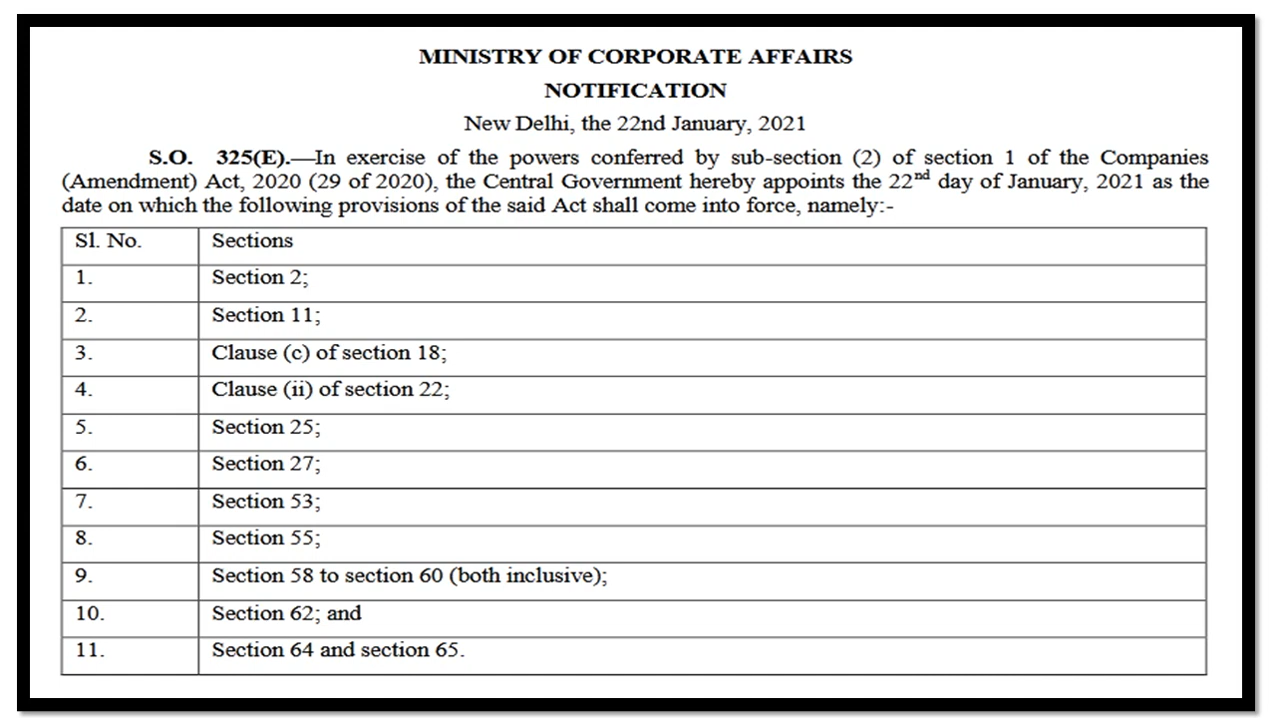 MINISTRY OF CORPORATE AFFAIRS
NOTIFICATION
New Delhi, the 22nd January, 2021
S.O. 325(E).—In exercise of the powers conferred by sub-section (2) of section 1 of the Companies
(Amendment) Act, 2020 (29 of 2020), the Central Government hereby appoints the 22nd day of January, 2021 as the
date on which the following provisions of the said Act shall come into force, namely:-
Sl. No. Sections
1. Section 2;
2. Section 11;
3. Clause (c) of section 18;
4. Clause (ii) of section 22;
5. Section 25;
6. Section 27;
7. Section 53;
8. Section 55;
9. Section 58 to section 60 (both inclusive);
10. Section 62; and
11. Section 64 and section 65.